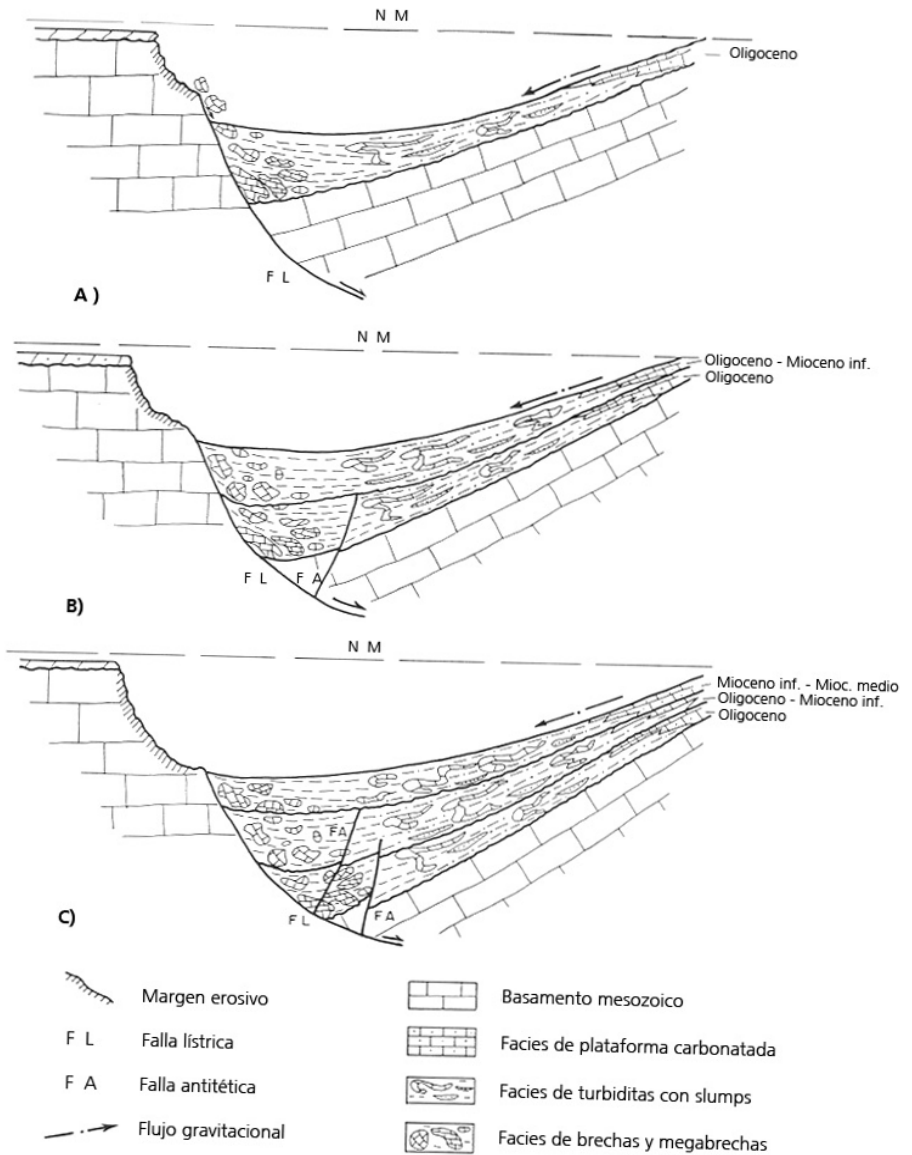 N M
Oligoceno
F L
A )
N M
Oligoceno - Mioceno inf.
Oligoceno
F L F A
B)
N M
Mioceno inf. - Mioc. medio
Oligoceno - Mioceno inf.
Oligoceno
FA
F L F A
C)
Margen erosivo
Basamento mesozoico
F L Falla lístrica
Facies de plataforma carbonatada
F A Falla antitética
Facies de turbiditas con slumps
Flujo gravitacional
Facies de brechas y megabrechas